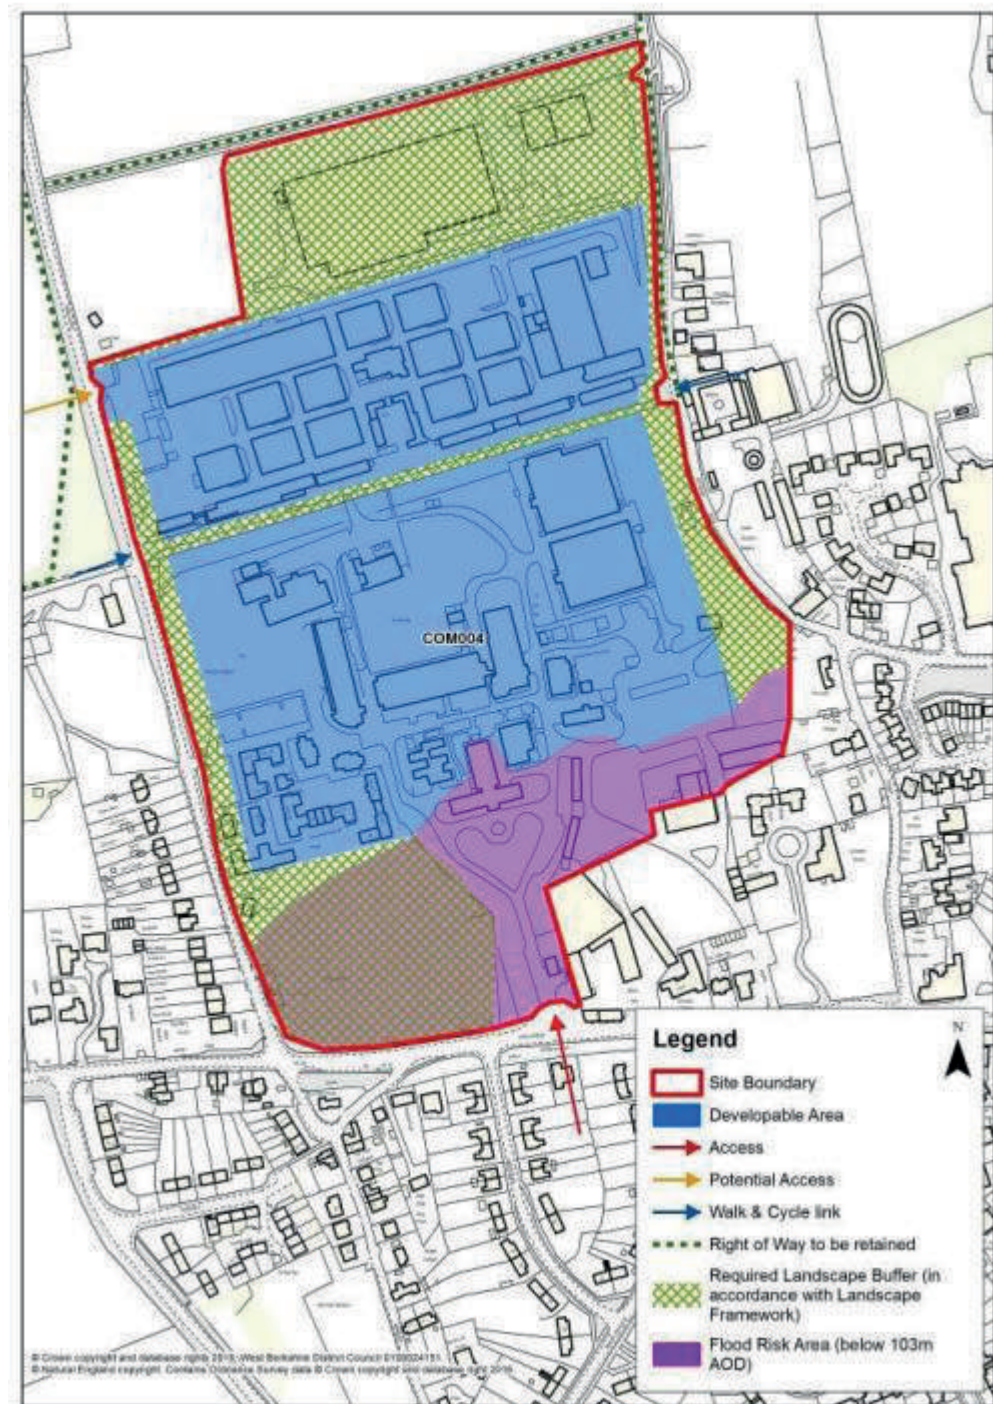 COM004
Legend
N
Site Boundary
Developable Area
Access
Potential Access
Walk & Cycle link
Right of Way to be retained
Required Landscape Buffer (in
accordance with Landscape
Framework)
Flood Risk Area (below 103m
AOD)
© Crown copyright and database rights West Berkshire District Council
© Natural England copyright. Contains Ordnance Survey data © Crown copyright and database right